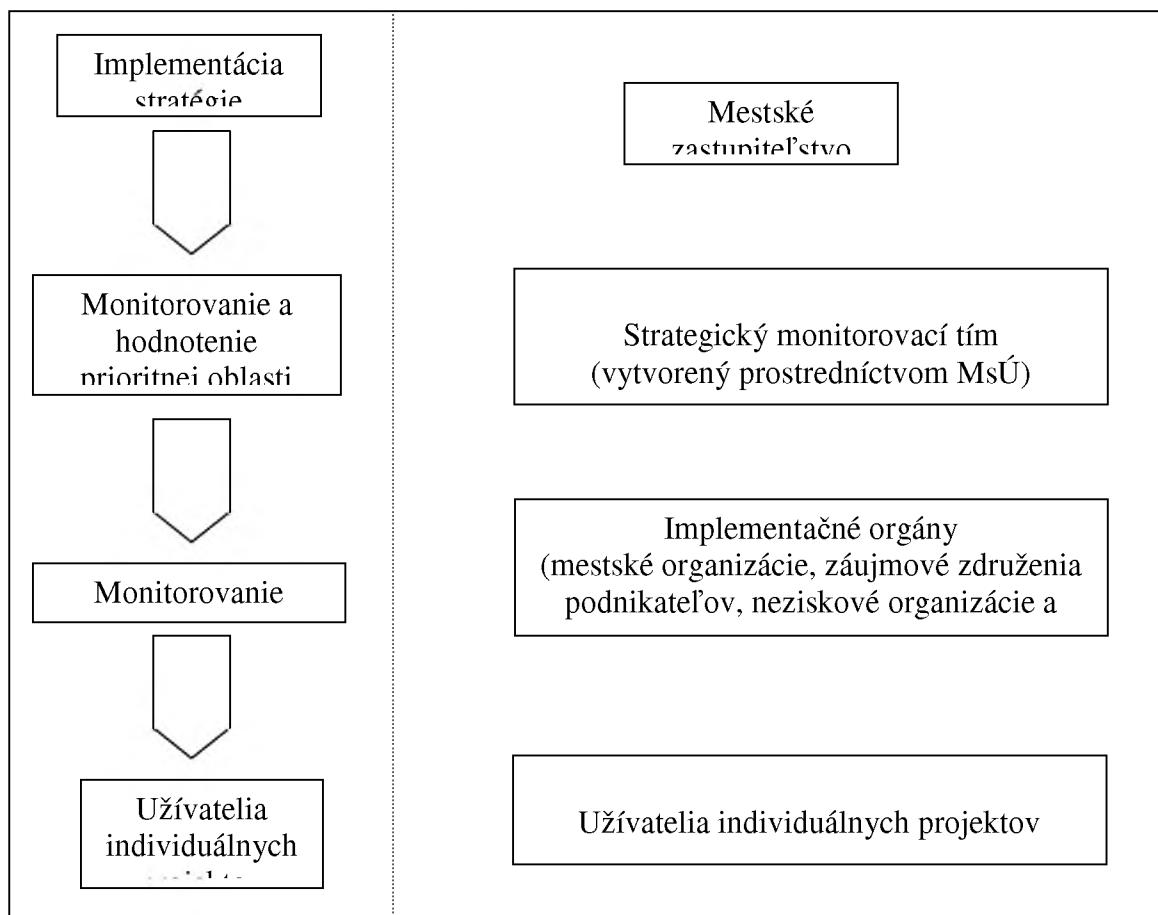 Implementácia
stratégie
Mestské
zastupiteľstvo
Monitorovanie a
hodnotenie
prioritnej oblasti
Strategický monitorovací tím
(vytvorený prostredníctvom MsÚ)
Implementačné orgány
(mestské organizácie, záujmové združenia
podnikateľov, neziskové organizácie a
Monitorovanie
Užívatelia
individuálnych
Užívatelia individuálnych projektov